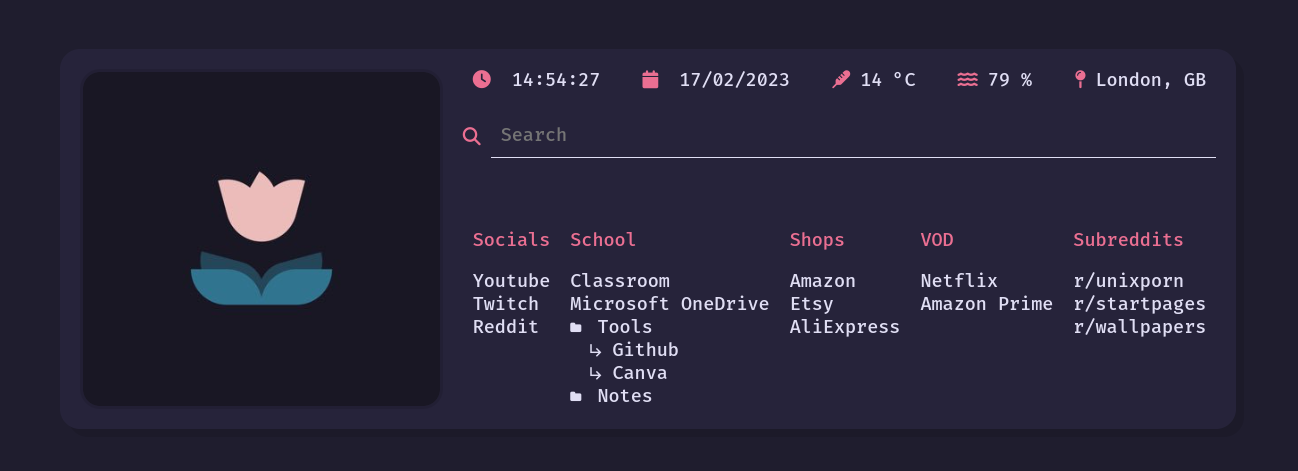 14:54:27 17/02/2023 14 °C 79 % London, GB
Search
Socials School Shops VOD Subreddits
Youtube Classroom Amazon Netflix r/unixporn
Twitch Microsoft OneDrive Etsy Amazon Prime r/startpages
Reddit Tools AliExpress r/wallpapers
↳ Github
↳ Canva
Notes